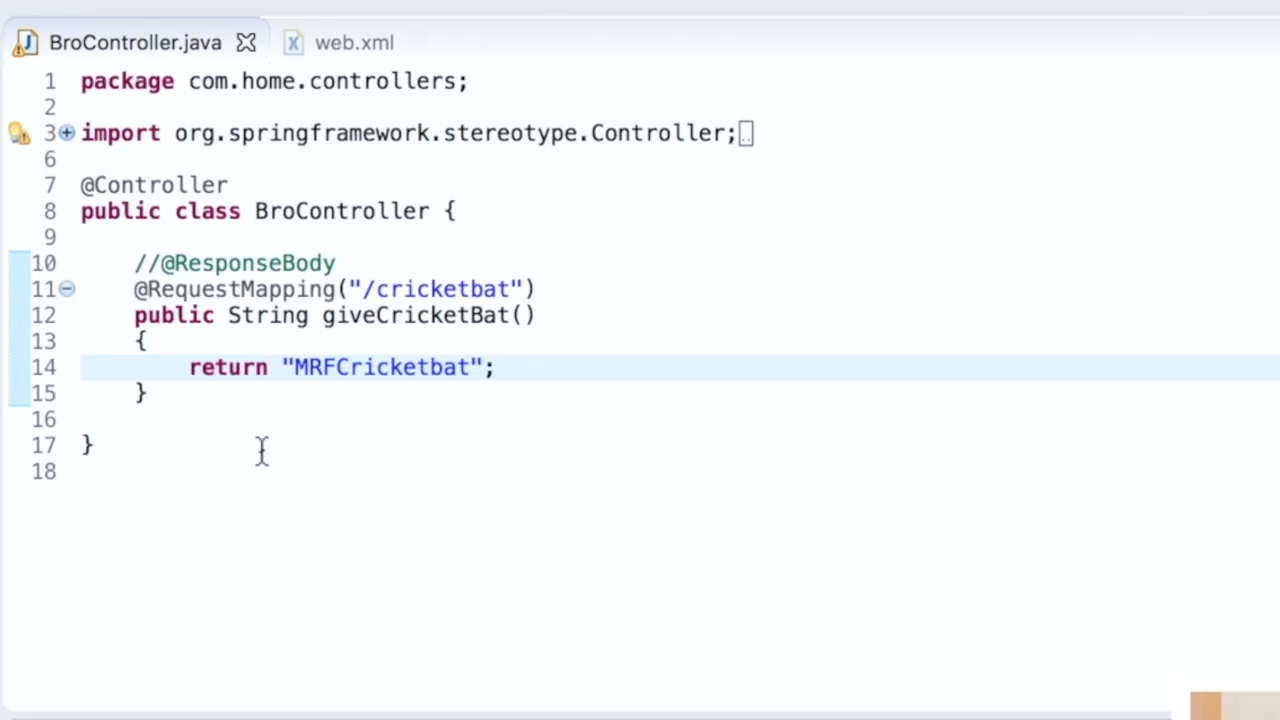 BroController.java
web.xml
1 package com.home.controllers;
2
3 import org.springframework.stereotype.Controller;
6
7 @Controller
8 public class BroController {
9
10 //@ResponseBody
11 @RequestMapping("/cricketbat")
12 public String giveCricketBat()
13 {
14 return "MRFCricketbat";
15 }
16
17 }
18